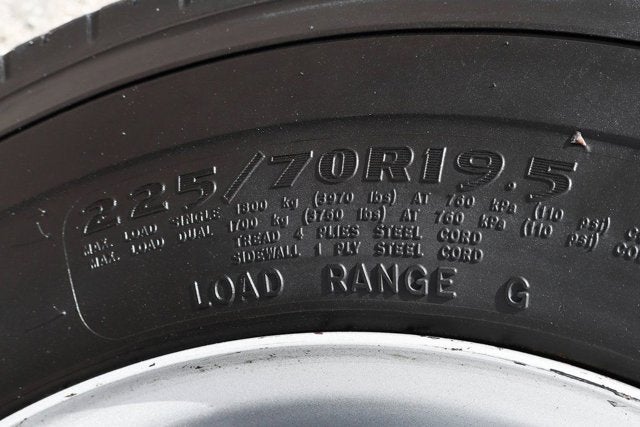 225/70R19.5
MAX. LOAD SINGLE 1800 kg (3970 lbs) AT 760 kPa (110 PSI) CO
MAX. LOAD DUAL 1700 kg (3750 lbs) AT 760 kPa (110 PSI) CO
TREAD 4 PLIES STEEL CORD
SIDEWALL 1 PLY STEEL CORD
LOAD RANGE G